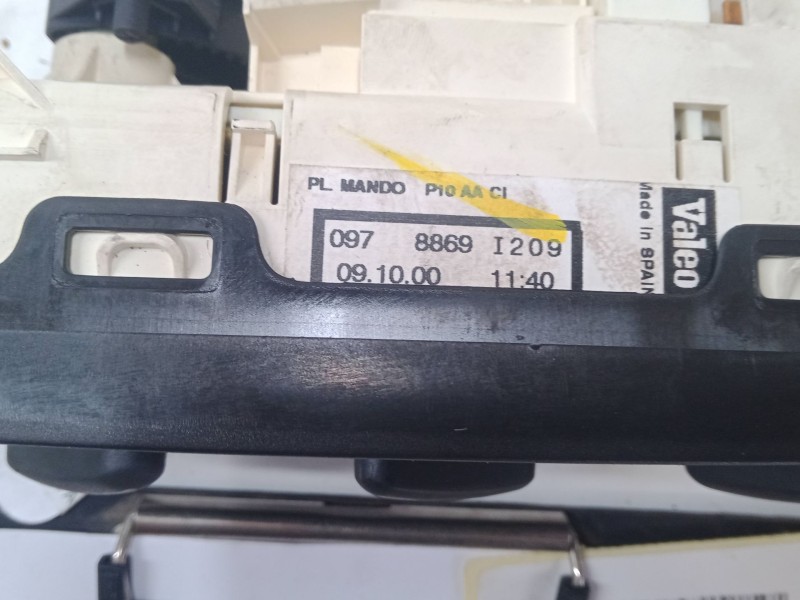 PL. MANDO P10 AA CI
097 8869 I209
09.10.00 11:40
Valeo
Made in SPAIN